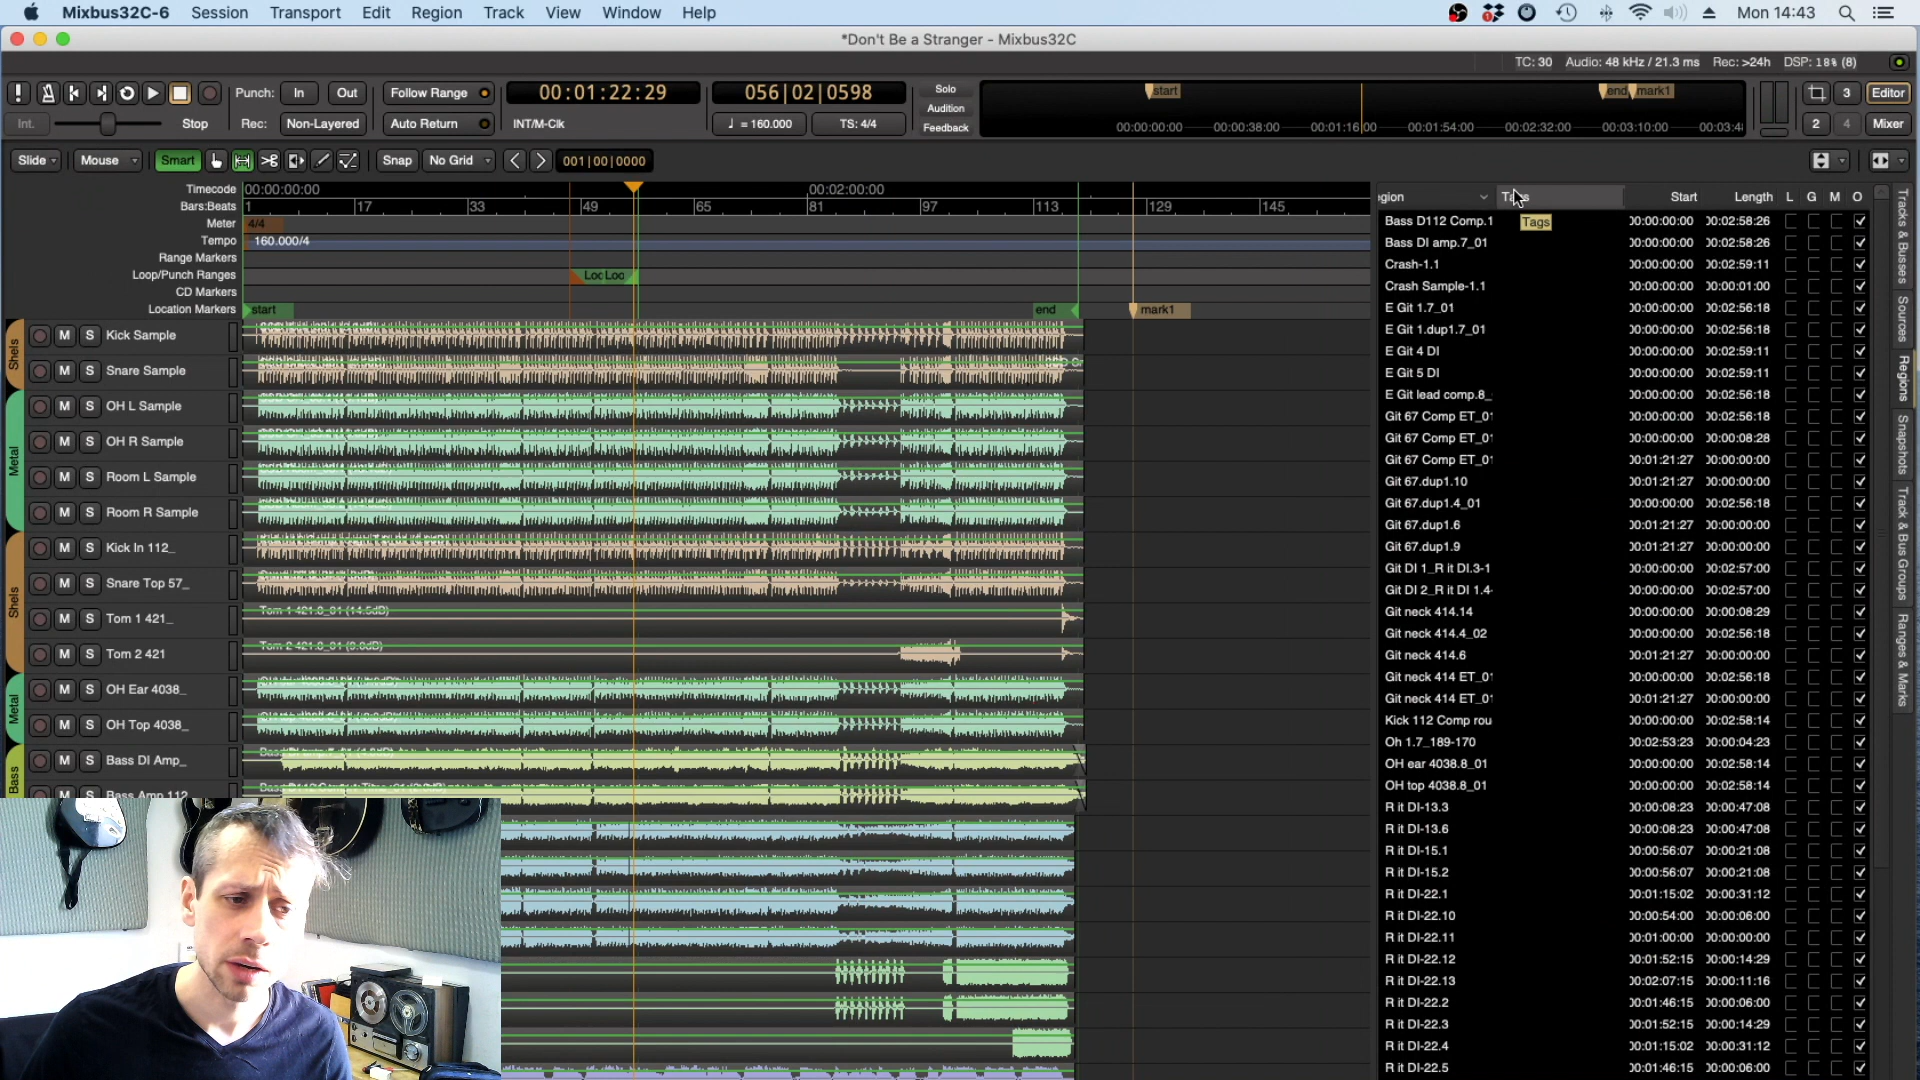 Mixbus32C-6 Session Transport Edit Region Track View Window Help Mon 14:43
*Don't Be a Stranger - Mixbus32C
TC: 30 Audio: 48 kHz / 21.3 ms Rec: >24h DSP: 18% (8)
Punch: In Out Follow Range 00:01:22:29 056|02|0598 Solo Audition Feedback
Int. Stop Rec: Non-Layered Auto Return INT/M-Clk ♩ = 160.000 TS: 4/4
start end mark1
00:00:00:00 00:00:38:00 00:01:16:00 00:01:54:00 00:02:32:00 00:03:10:00 00:03:4
3 Editor
2 4 Mixer
Slide Mouse Smart Snap No Grid 001|00|0000
Timecode 00:00:00:00 00:02:00:00
Bars:Beats 1 17 33 49 65 81 97 113 129 145
Meter 4/4
Tempo 160.000/4
Range Markers
Loop/Punch Ranges Loc Loo
CD Markers
Location Markers start end mark1
Shels
M S Kick Sample
M S Snare Sample
Metal
M S OH L Sample
M S OH R Sample
M S Room L Sample
M S Room R Sample
Shels
M S Kick In 112_
M S Snare Top 57_
M S Tom 1 421_ Tom 1 421.8_01 (14.5dB)
M S Tom 2 421
Metal
M S OH Ear 4038_
M S OH Top 4038_
Bass
M S Bass DI Amp_
M S Bass Amp 112
egion Tags Start Length L G M O
Tags
Bass D112 Comp.1 00:00:00:00 00:02:58:26
Bass DI amp.7_01 00:00:00:00 00:02:58:26
Crash-1.1 00:00:00:00 00:02:59:11
Crash Sample-1.1 00:00:00:00 00:00:01:00
E Git 1.7_01 00:00:00:00 00:02:56:18
E Git 1.dup1.7_01 00:00:00:00 00:02:56:18
E Git 4 DI 00:00:00:00 00:02:59:11
E Git 5 DI 00:00:00:00 00:02:59:11
E Git lead comp.8_ 00:00:00:00 00:02:56:18
Git 67 Comp ET_01 00:00:00:00 00:02:56:18
Git 67 Comp ET_01 00:00:00:00 00:00:08:28
Git 67 Comp ET_01 00:01:21:27 00:00:00:00
Git 67.dup1.10 00:01:21:27 00:00:00:00
Git 67.dup1.4_01 00:00:00:00 00:02:56:18
Git 67.dup1.6 00:01:21:27 00:00:00:00
Git 67.dup1.9 00:01:21:27 00:00:00:00
Git DI 1_R it DI.3-1 00:00:00:00 00:02:57:00
Git DI 2_R it DI 1.4- 00:00:00:00 00:02:57:00
Git neck 414.14 00:00:00:00 00:00:08:29
Git neck 414.4_02 00:00:00:00 00:02:56:18
Git neck 414.6 00:01:21:27 00:00:00:00
Git neck 414 ET_01 00:00:00:00 00:02:56:18
Git neck 414 ET_01 00:01:21:27 00:00:00:00
Kick 112 Comp rou 00:00:00:00 00:02:58:14
Oh 1.7_189-170 00:02:53:23 00:00:04:23
OH ear 4038.8_01 00:00:00:00 00:02:58:14
OH top 4038.8_01 00:00:00:00 00:02:58:14
R it DI-13.3 00:00:08:23 00:00:47:08
R it DI-13.6 00:00:08:23 00:00:47:08
R it DI-15.1 00:00:56:07 00:00:21:08
R it DI-15.2 00:00:56:07 00:00:21:08
R it DI-22.1 00:01:15:02 00:00:31:12
R it DI-22.10 00:00:54:00 00:00:06:00
R it DI-22.11 00:01:00:00 00:00:00:00
R it DI-22.12 00:01:52:15 00:00:14:29
R it DI-22.13 00:02:07:15 00:00:11:16
R it DI-22.2 00:01:46:15 00:00:06:00
R it DI-22.3 00:01:52:15 00:00:14:29
R it DI-22.4 00:01:15:02 00:00:31:12
R it DI-22.5 00:01:46:15 00:00:06:00
Tracks & Busses
Sources
Regions
Snapshots
Track & Bus Groups
Ranges & Marks